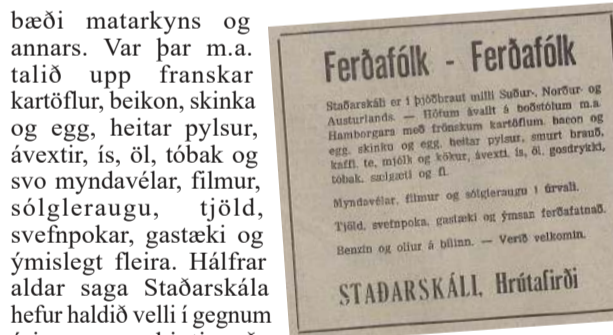 bæði matarkyns og
annars. Var þar m.a.
talið upp franskar
kartöflur, beikon, skinka
og egg, heitar pylsur,
ávextir, ís, öl, tóbak og
svo myndavélar, filmur,
sólgleraugu, tjöld,
svefnpokar, gastæki og
ýmislegt fleira. Hálfrar
aldar saga Staðarskála
hefur haldið velli í gegnum
Ferðafólk - Ferðafólk
Staðarskáli er í þjóðbraut milli Suður-, Norður- og
Austurlands. — Höfum ávallt á boðstólum m.a.
Hamborgara með frönskum kartöflum, bacon og
egg, skinku og egg, heitar pylsur, smurt brauð,
kaffi, te, mjólk og kökur, ávexti, ís, öl, gosdrykki,
tóbak, sælgæti og fl.
Myndavélar, filmur og sólgleraugu í úrvali.
Tjöld, svefnpoka, gastæki og ýmsan ferðafatnað.
Benzín og olíur á bílinn. — Verið velkomin.
STAÐARSKÁLI, Hrútafirði